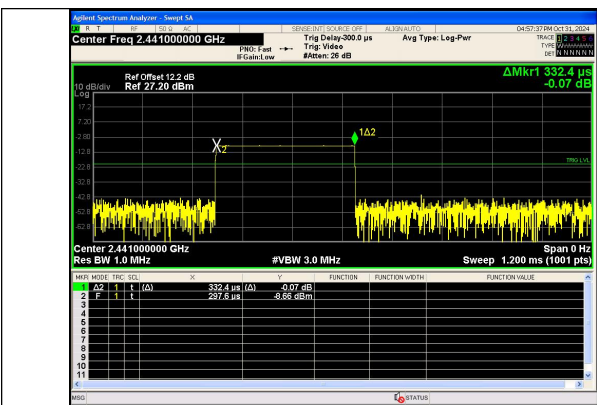 Agilent Spectrum Analyzer - Swept SA
R T RF 50 Ω AC SENSE:INT SOURCE OFF ALIGN AUTO 04:57:37 PM Oct 31, 2024
Center Freq 2.441000000 GHz
PNO: Fast
IFGain:Low
Trig Delay-300.0 µs
Trig: Video
#Atten: 26 dB
Avg Type: Log-Pwr
TRACE 1 2 3 4 5 6
TYPE
DET N N N N N N
ΔMkr1 332.4 µs
-0.07 dB
Ref Offset 12.2 dB
10 dB/div Ref 27.20 dBm
Log
17.2
7.20
-2.80
-12.8
-22.8
-32.8
-42.8
-52.8
-62.8
1Δ2
X2
TRIG LVL
Center 2.441000000 GHz Span 0 Hz
Res BW 1.0 MHz #VBW 3.0 MHz Sweep 1.200 ms (1001 pts)
MKR MODE TRC SCL X Y FUNCTION FUNCTION WIDTH FUNCTION VALUE
1 Δ2 1 t (Δ) 332.4 µs (Δ) -0.07 dB
2 F 1 t 297.6 µs -8.66 dBm
3
4
5
6
7
8
9
10
11
MSG STATUS